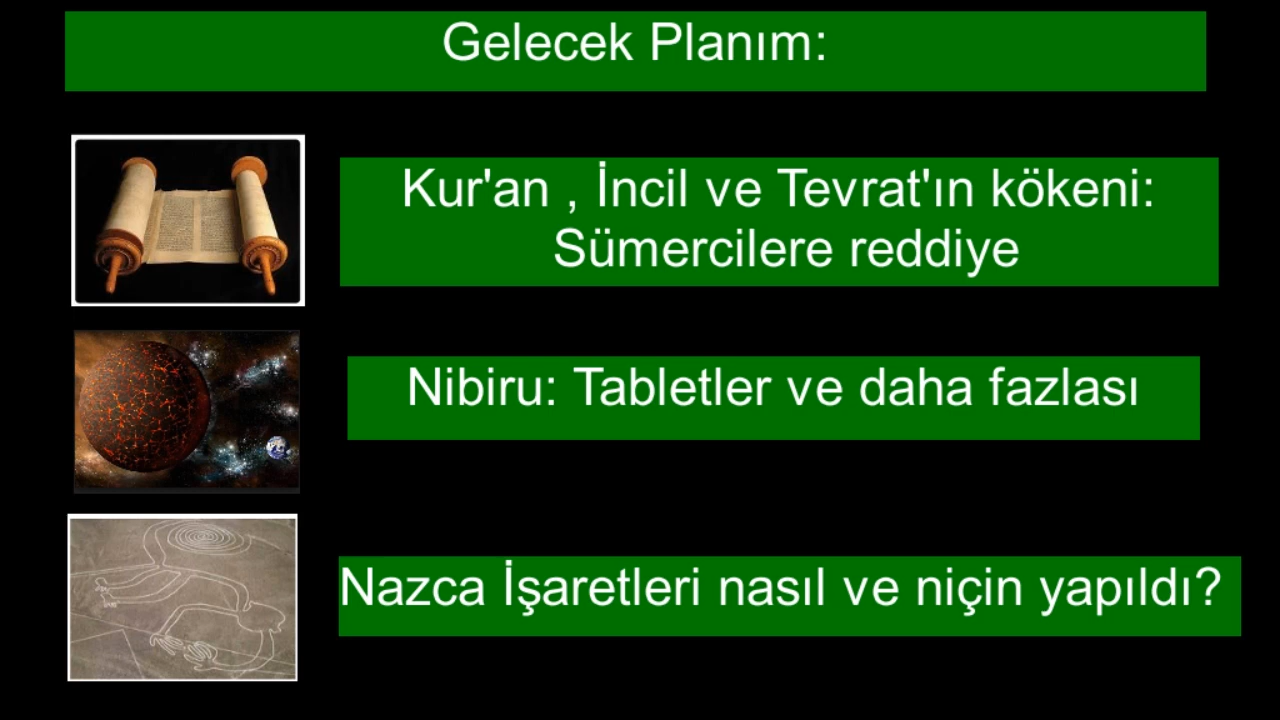 Gelecek Planım:
Kur'an , İncil ve Tevrat'ın kökeni:
Sümercilere reddiye
Nibiru: Tabletler ve daha fazlası
Nazca İşaretleri nasıl ve niçin yapıldı?